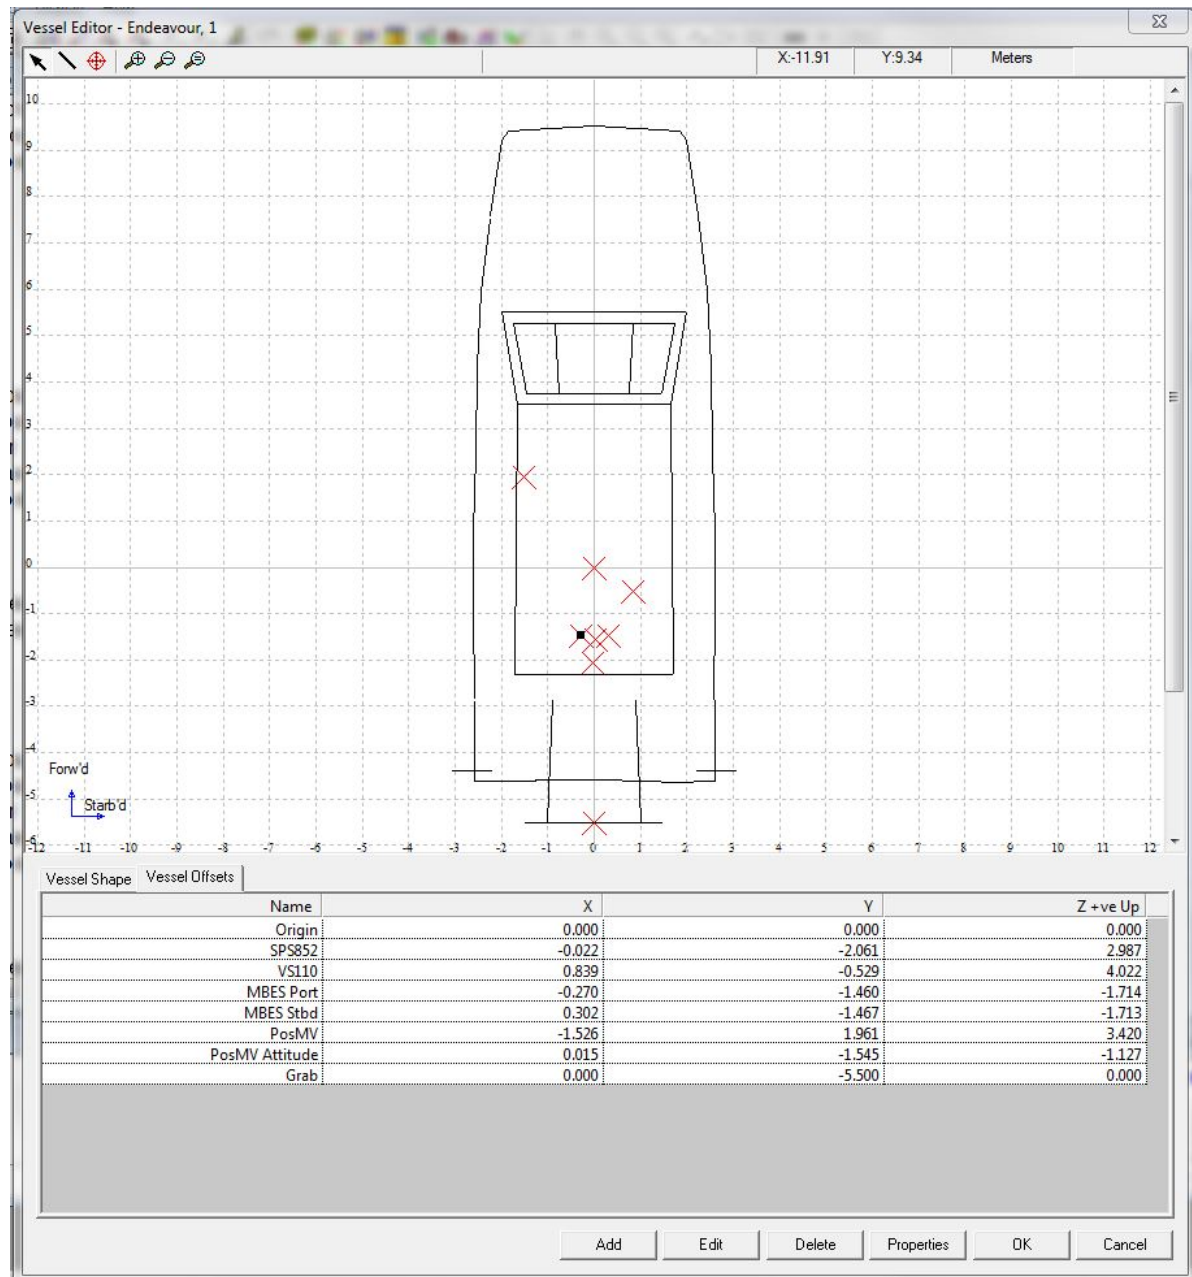 Vessel Editor - Endeavour, 1
X:-11.91 Y:9.34 Meters
10
9
8
7
6
5
4
3
2
1
0
-1
-2
-3
-4
Forw'd
-5
Starb'd
-6
-12 -11 -10 -9 -8 -7 -6 -5 -4 -3 -2 -1 0 1 2 3 4 5 6 7 8 9 10 11 12
Vessel Shape Vessel Offsets
Name X Y Z +ve Up
Origin 0.000 0.000 0.000
SPS852 -0.022 -2.061 2.987
VS110 0.839 -0.529 4.022
MBES Port -0.270 -1.460 -1.714
MBES Stbd 0.302 -1.467 -1.713
PosMV -1.526 1.961 3.420
PosMV Attitude 0.015 -1.545 -1.127
Grab 0.000 -5.500 0.000
Add Edit Delete Properties OK Cancel